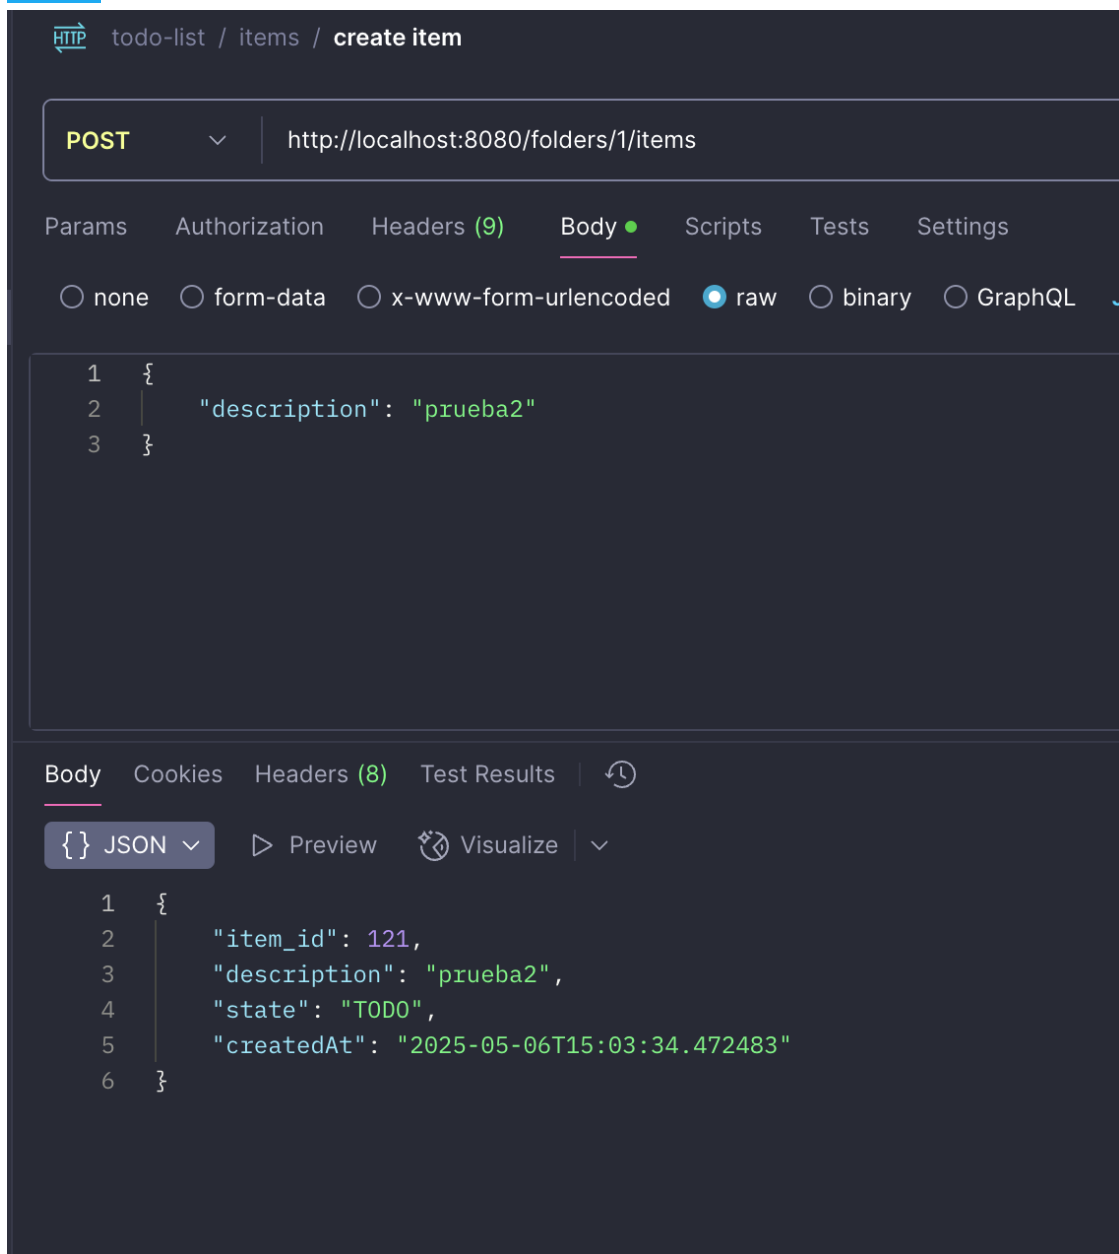 HTTP todo-list / items / create item
POST http://localhost:8080/folders/1/items
Params Authorization Headers (9) Body Scripts Tests Settings
none form-data x-www-form-urlencoded raw binary GraphQL
1 {
2 "description": "prueba2"
3 }
Body Cookies Headers (8) Test Results
{} JSON Preview Visualize
1 {
2 "item_id": 121,
3 "description": "prueba2",
4 "state": "TODO",
5 "createdAt": "2025-05-06T15:03:34.472483"
6 }